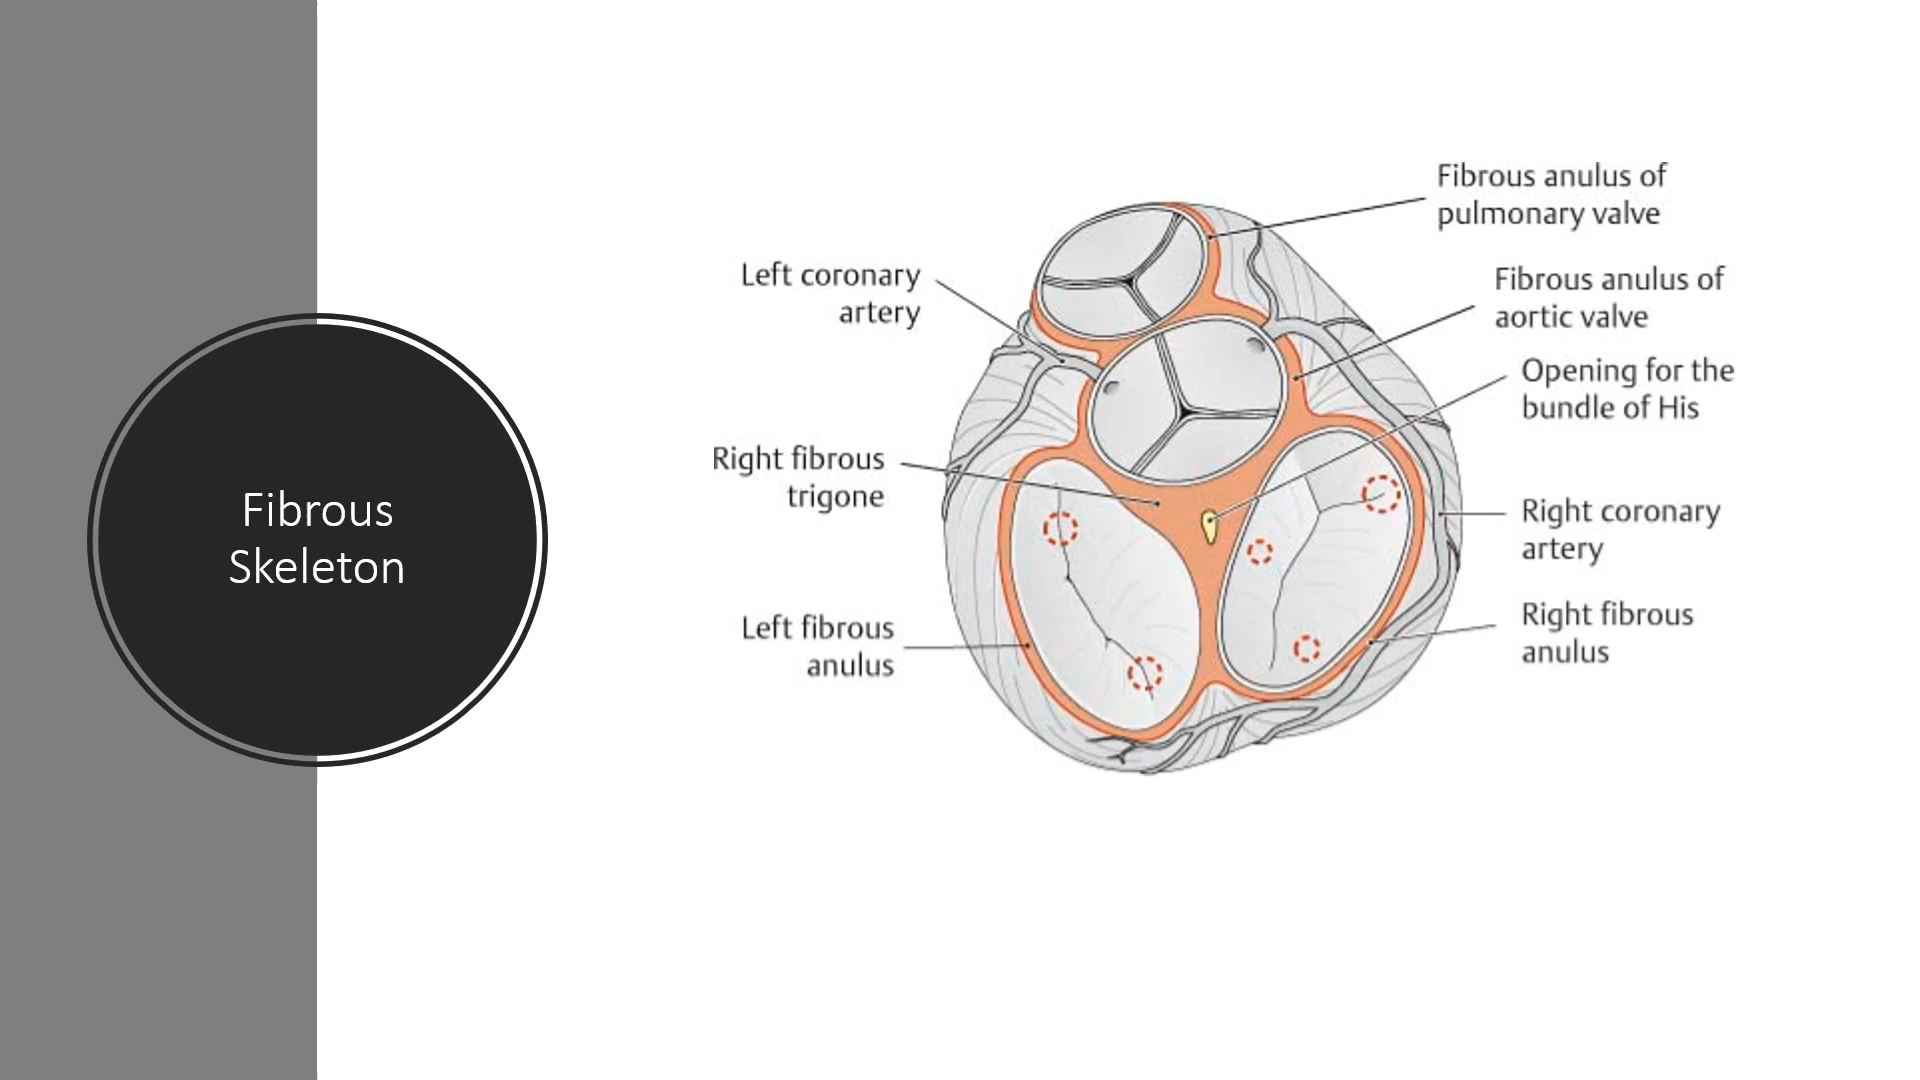 Fibrous
Skeleton
Left coronary
artery
Right fibrous
trigone
Left fibrous
anulus
Fibrous anulus of
pulmonary valve
Fibrous anulus of
aortic valve
Opening for the
bundle of His
Right coronary
artery
Right fibrous
anulus